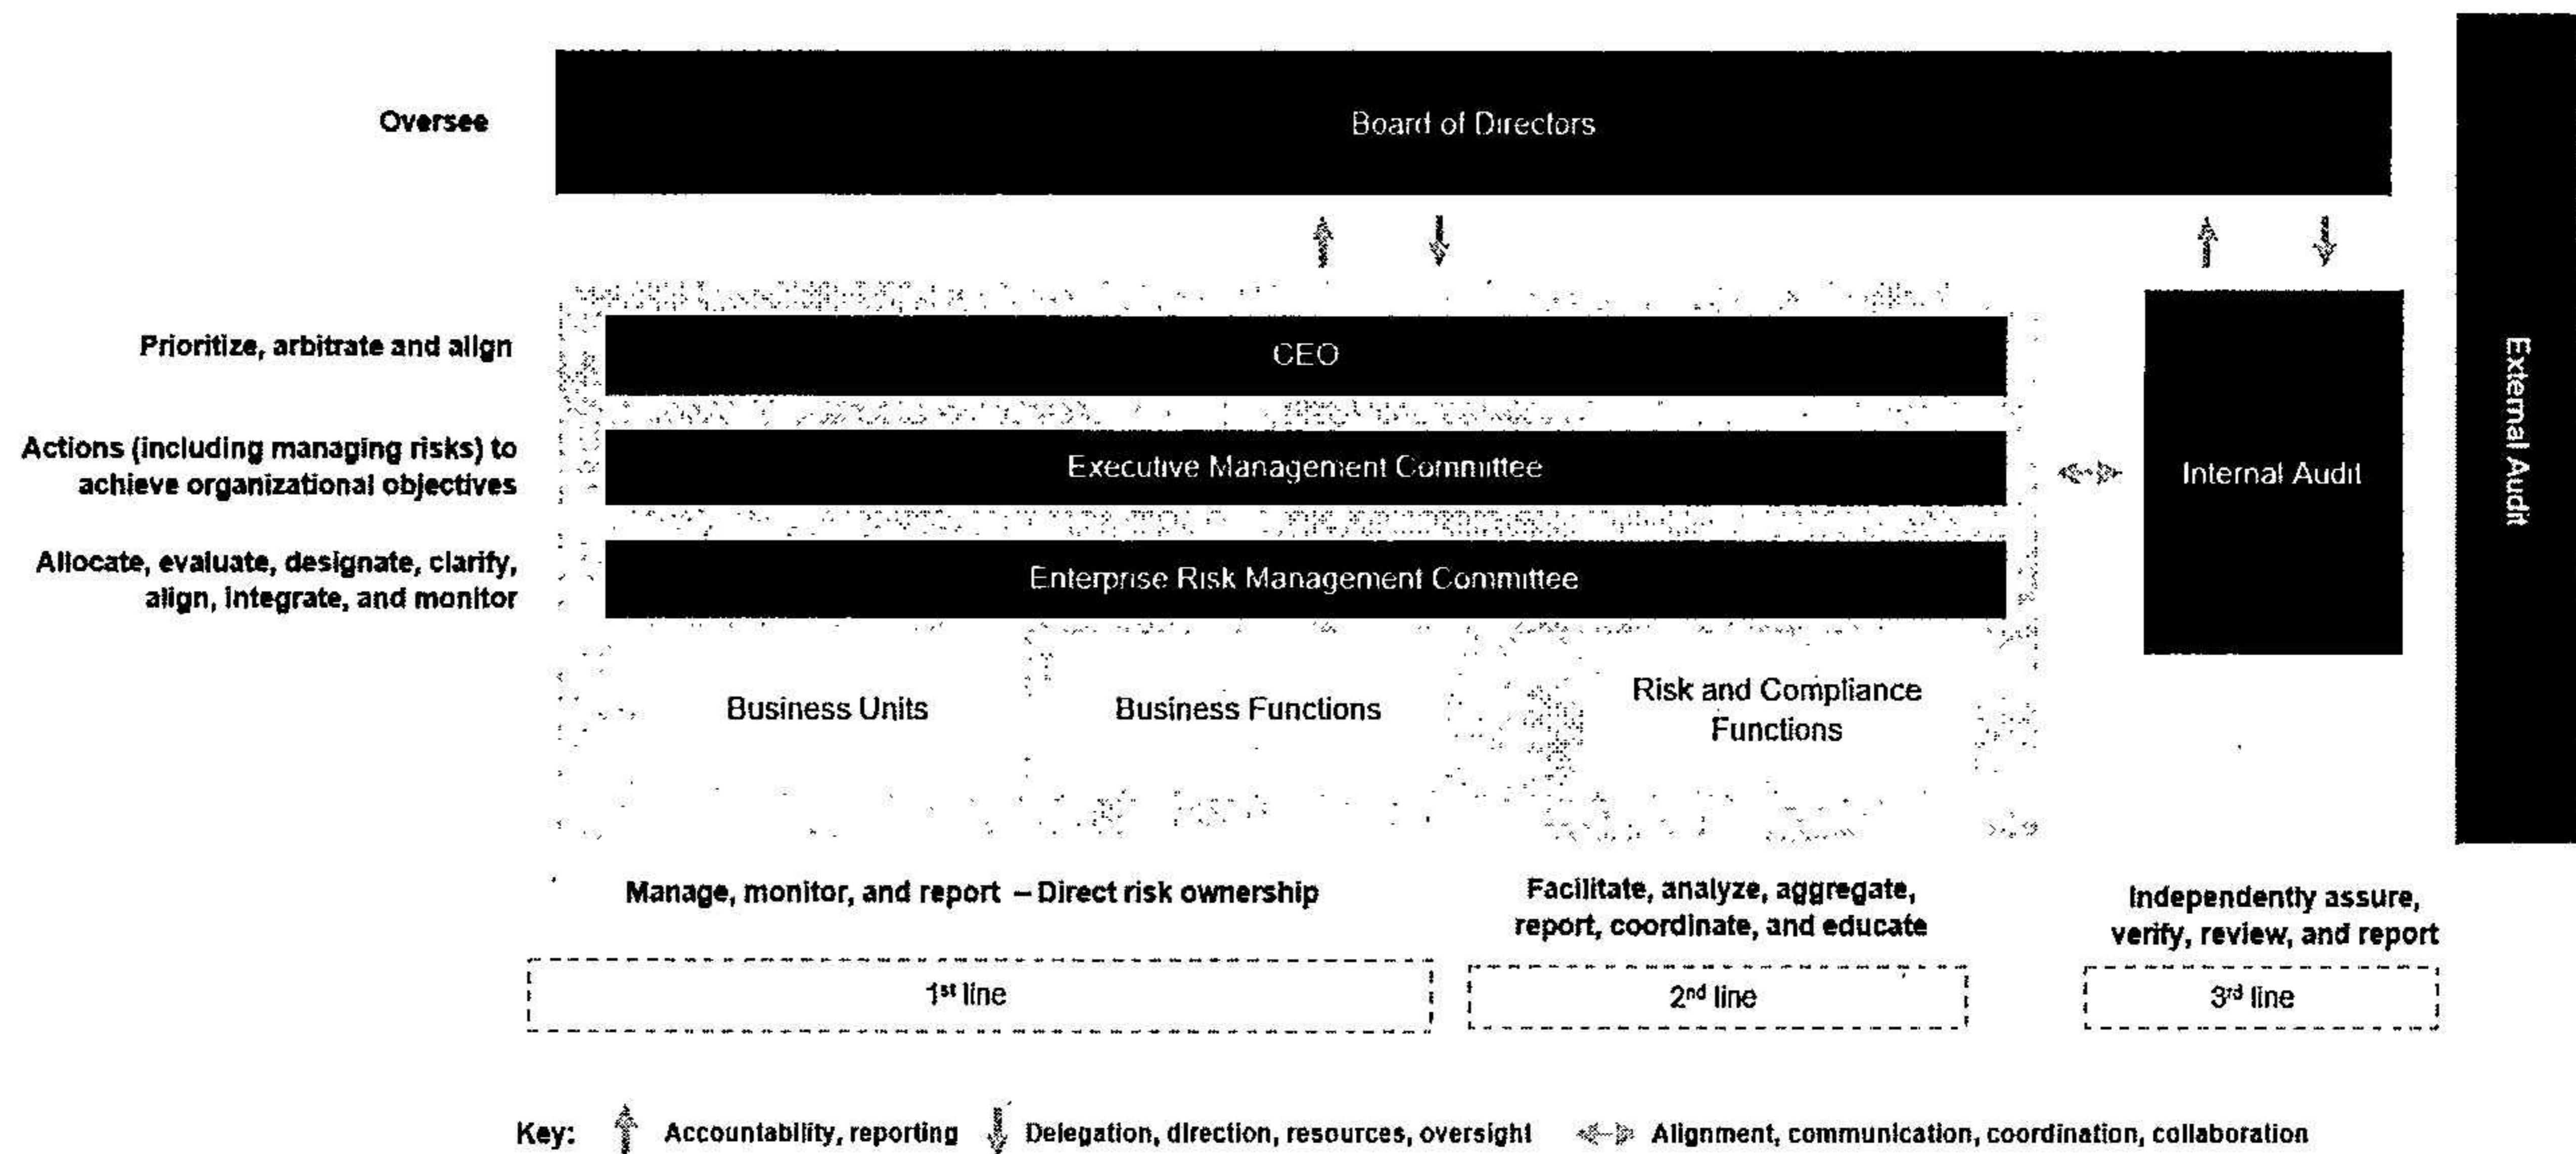 Oversee
Board of Directors
Prioritize, arbitrate and align
CEO
Actions (including managing risks) to
achieve organizational objectives
Executive Management Committee
Internal Audit
External Audit
Allocate, evaluate, designate, clarify,
align, integrate, and monitor
Enterprise Risk Management Committee
Business Units
Business Functions
Risk and Compliance
Functions
Manage, monitor, and report – Direct risk ownership
Facilitate, analyze, aggregate,
report, coordinate, and educate
Independently assure,
verify, review, and report
1st line
2nd line
3rd line
Key:
Accountability, reporting
Delegation, direction, resources, oversight
Alignment, communication, coordination, collaboration